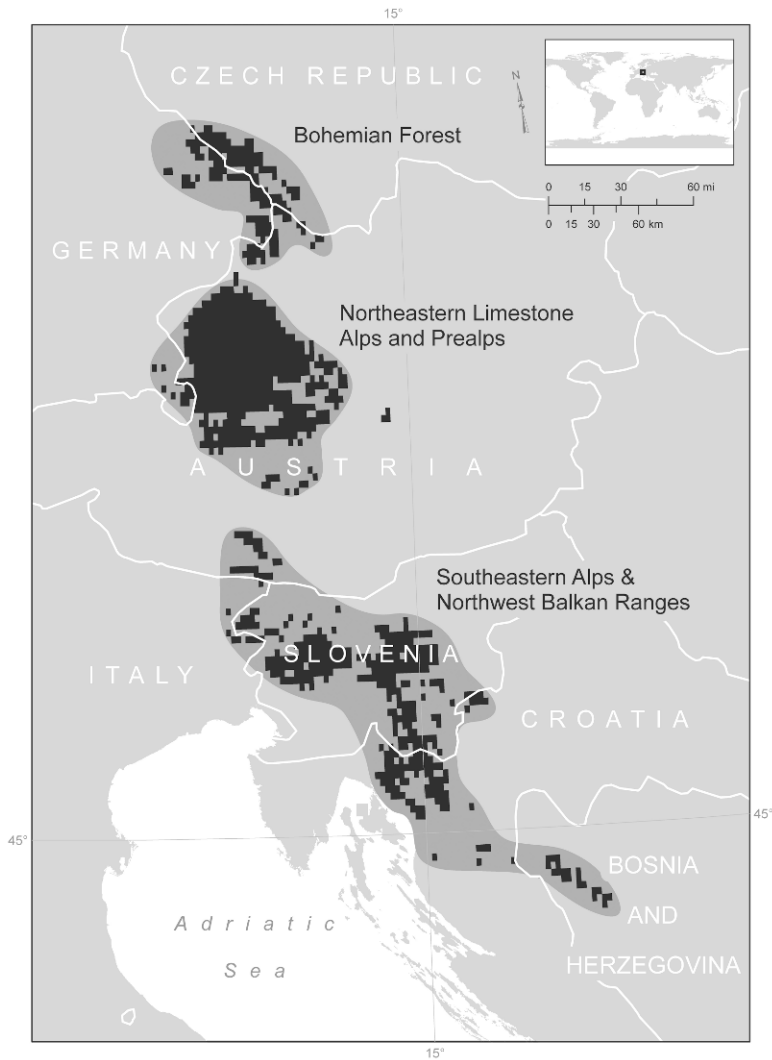 15°
CZECH REPUBLIC
N
Bohemian Forest
0 15 30 60 mi
0 15 30 60 km
GERMANY
Northeastern Limestone
Alps and Prealps
AUSTRIA
Southeastern Alps &
Northwest Balkan Ranges
SLOVENIA
ITALY
CROATIA
45°
45°
BOSNIA
AND
HERZEGOVINA
Adriatic
Sea
15°